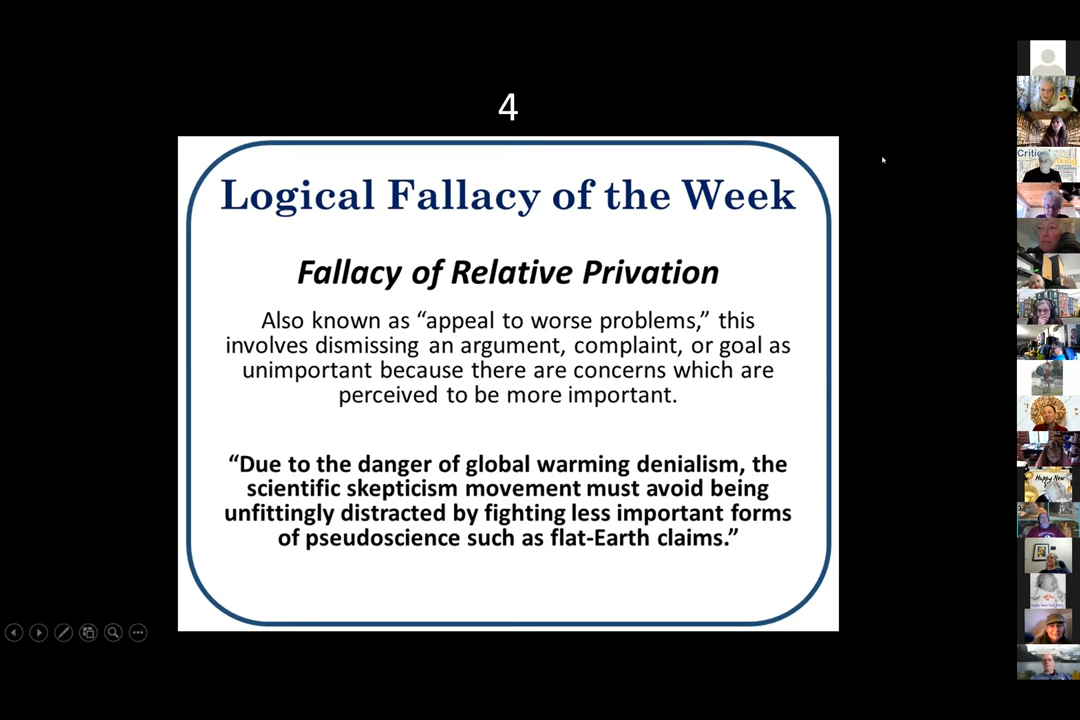 4
Logical Fallacy of the Week
Fallacy of Relative Privation
Also known as “appeal to worse problems,” this
involves dismissing an argument, complaint, or goal as
unimportant because there are concerns which are
perceived to be more important.
“Due to the danger of global warming denialism, the
scientific skepticism movement must avoid being
unfittingly distracted by fighting less important forms
of pseudoscience such as flat-Earth claims.”
Happy New